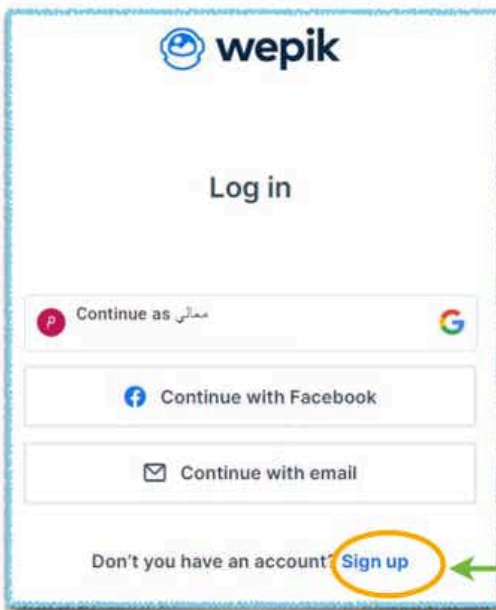 wepik
Log in
Continue as معالي
Continue with Facebook
Continue with email
Don't you have an account? Sign up